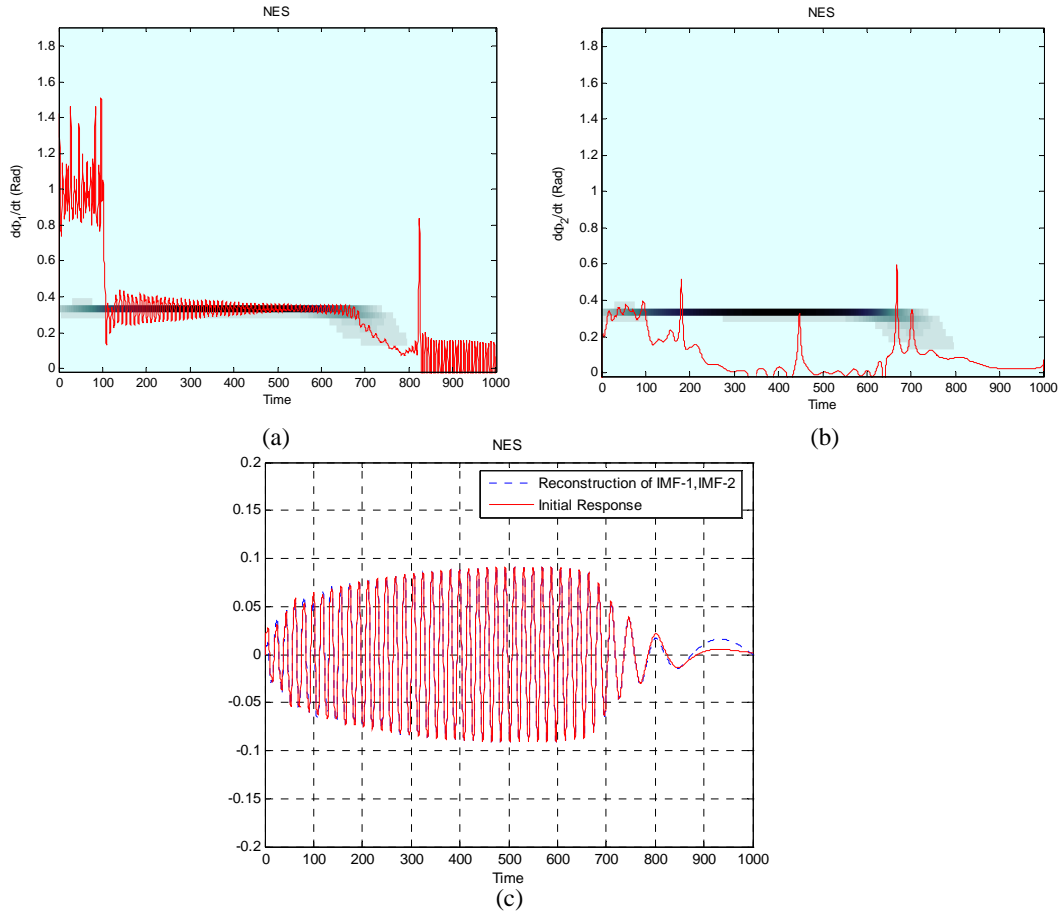 NES
dΦ1/dt (Rad)
1.8
1.6
1.4
1.2
1
0.8
0.6
0.4
0.2
0
0 100 200 300 400 500 600 700 800 900 1000
Time
(a)
NES
dΦ2/dt (Rad)
1.8
1.6
1.4
1.2
1
0.8
0.6
0.4
0.2
0
0 100 200 300 400 500 600 700 800 900 1000
Time
(b)
NES
Reconstruction of IMF-1,IMF-2
Initial Response
0.2
0.15
0.1
0.05
0
-0.05
-0.1
-0.15
-0.2
0 100 200 300 400 500 600 700 800 900 1000
Time
(c)